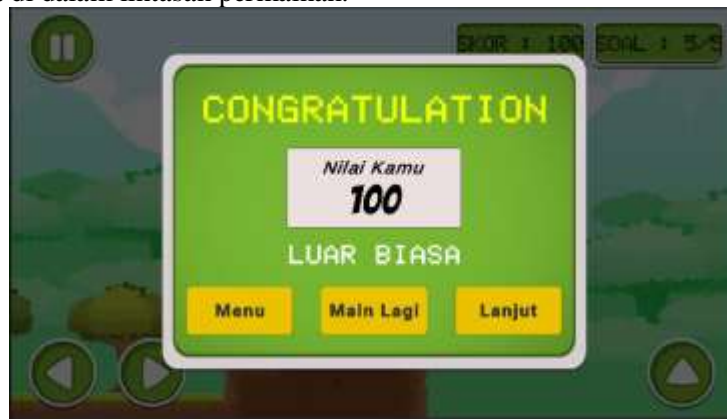 SKOR : 100 SOAL : 5/5
CONGRATULATION
Nilai Kamu
100
LUAR BIASA
Menu Main Lagi Lanjut